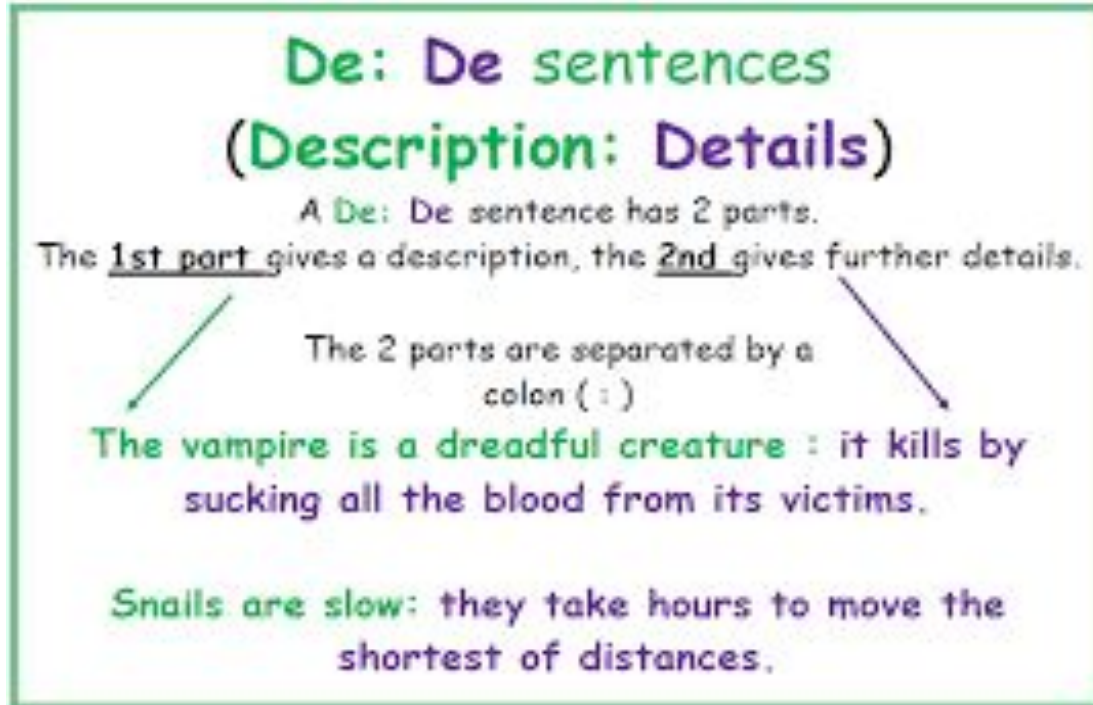 De: De sentences
(Description: Details)
A De: De sentence has 2 parts.
The 1st part gives a description, the 2nd gives further details.
The 2 parts are separated by a
colon ( : )
The vampire is a dreadful creature : it kills by
sucking all the blood from its victims.
Snails are slow: they take hours to move the
shortest of distances.